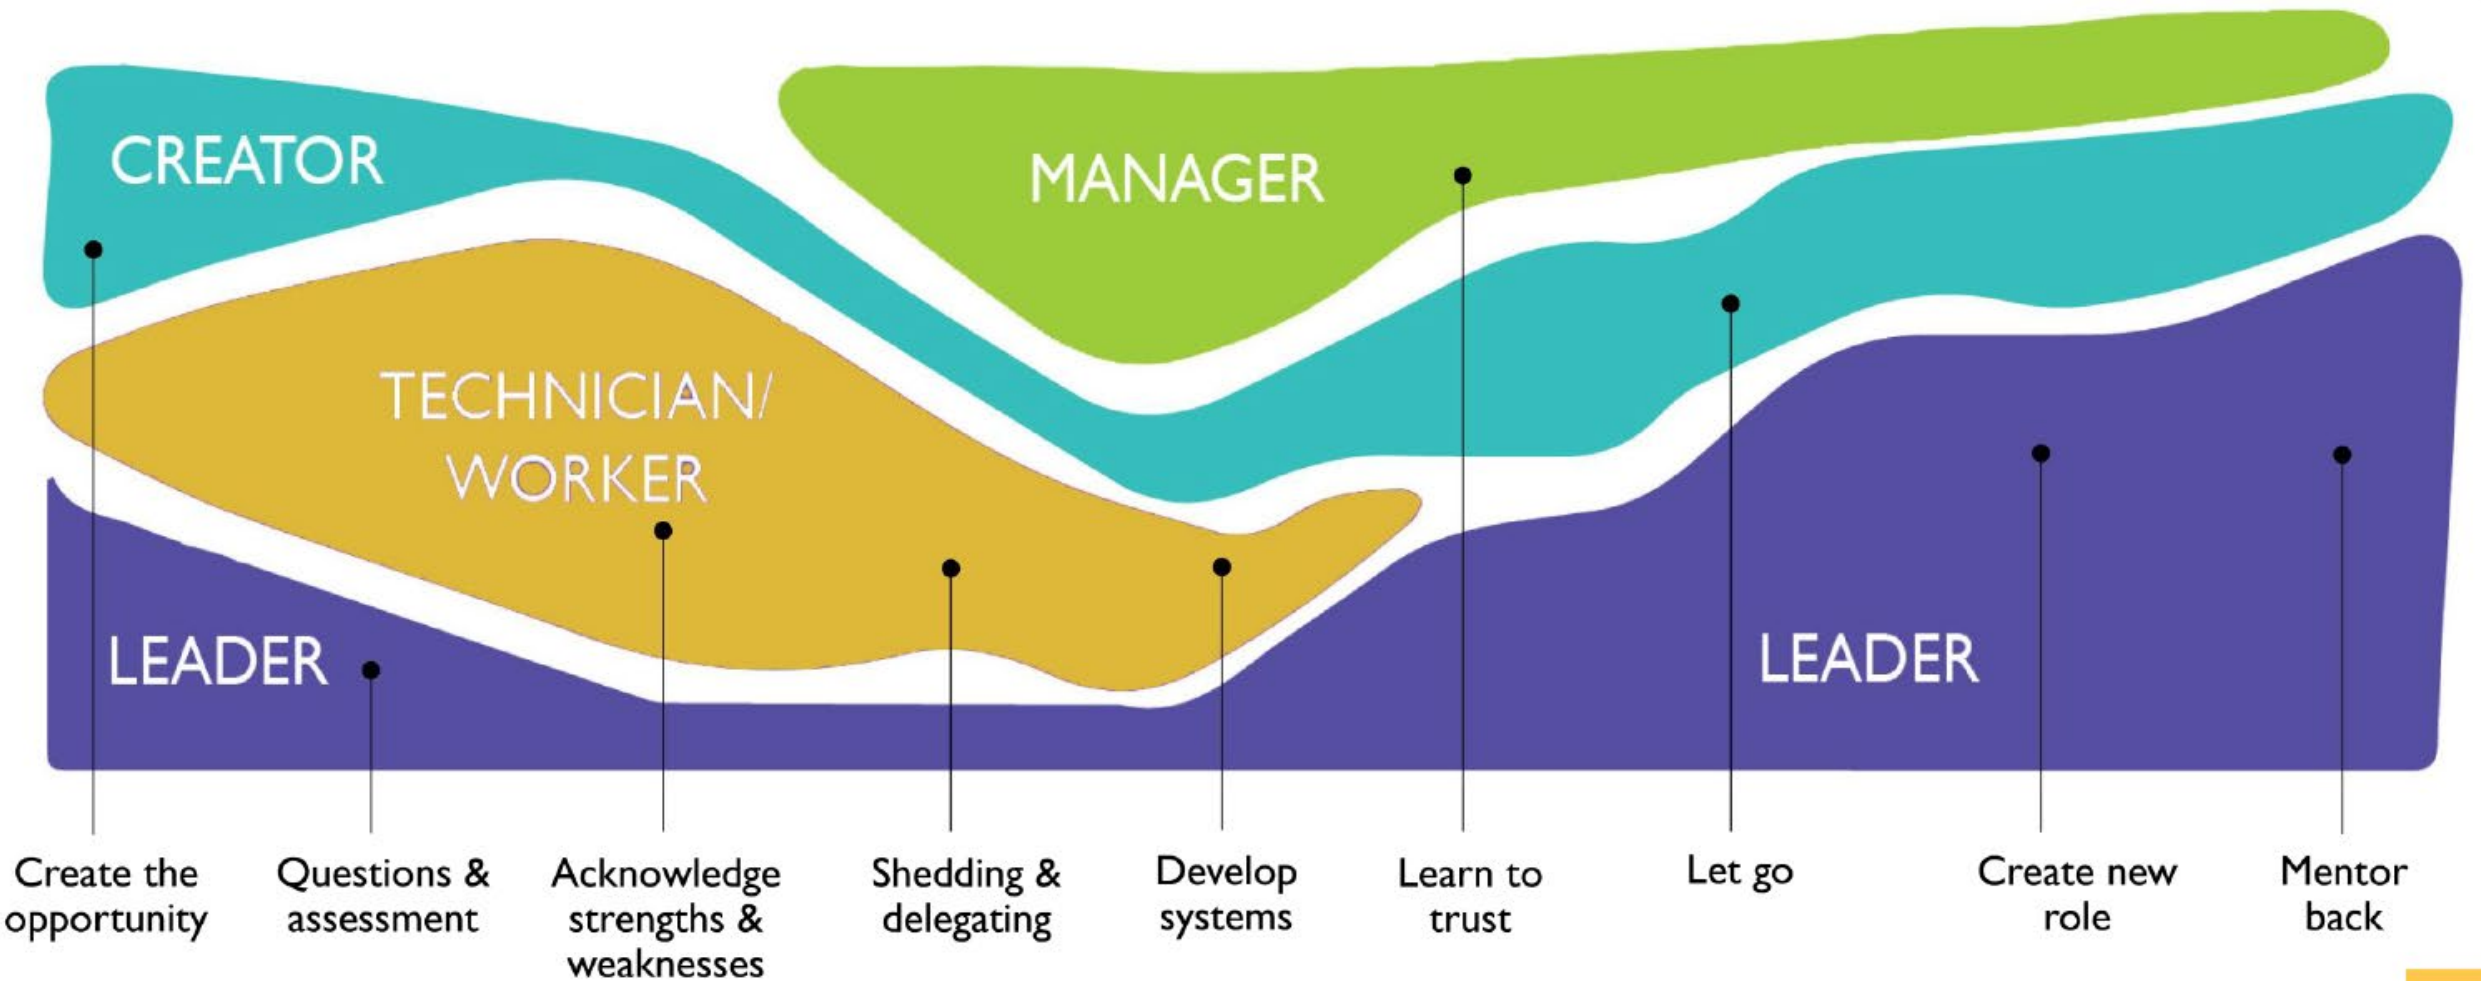 CREATOR
MANAGER
TECHNICIAN/
WORKER
LEADER
LEADER
Create the
opportunity
Questions &
assessment
Acknowledge
strengths &
weaknesses
Shedding &
delegating
Develop
systems
Learn to
trust
Let go
Create new
role
Mentor
back